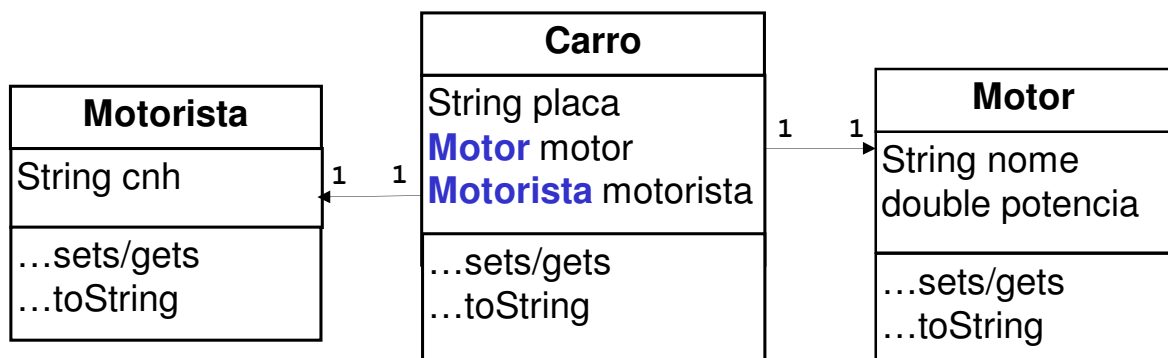 Motorista
String cnh
…sets/gets
…toString
1 1
Carro
String placa
Motor motor
Motorista motorista
…sets/gets
…toString
1 1
Motor
String nome
double potencia
…sets/gets
…toString